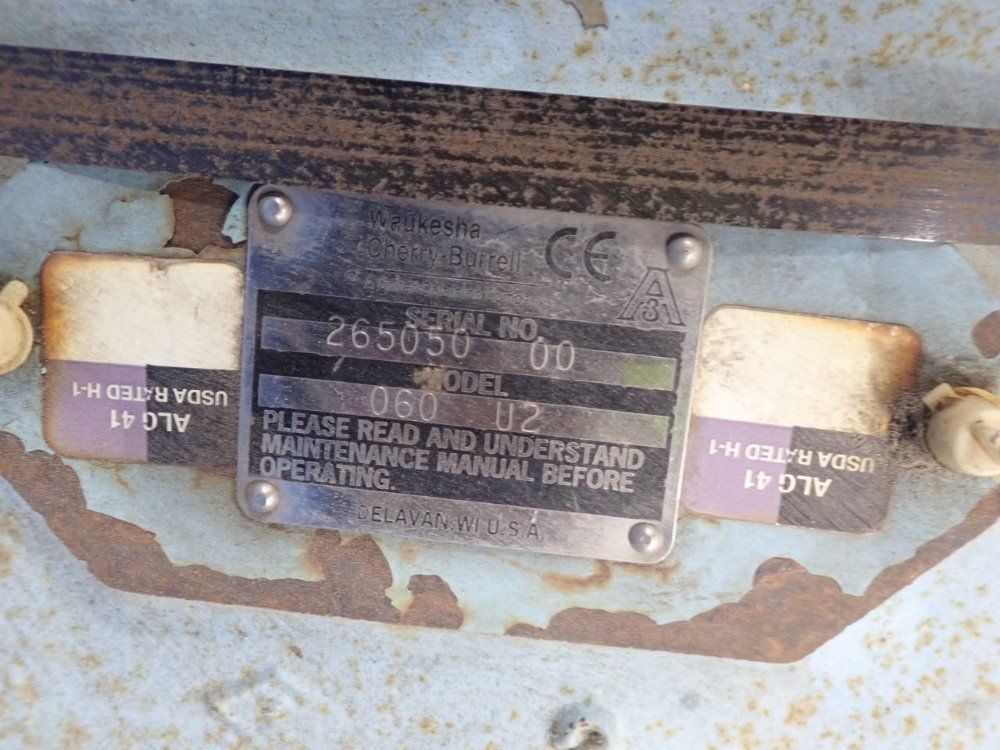 Waukesha
Cherry-Burrell
CE
A
31
SERIAL NO.
265050 00
MODEL
060 U2
PLEASE READ AND UNDERSTAND
MAINTENANCE MANUAL BEFORE
OPERATING.
DELAVAN, WI U.S.A.
ALG 41
USDA RATED H-1
ALG 41
USDA RATED H-1